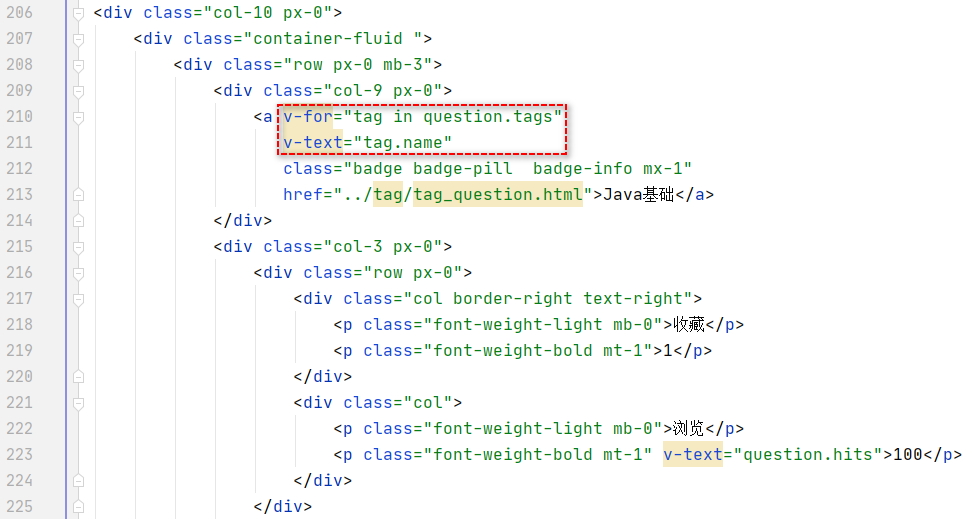 206 <div class="col-10 px-0">
207 <div class="container-fluid ">
208 <div class="row px-0 mb-3">
209 <div class="col-9 px-0">
210 <a v-for="tag in question.tags"
211 v-text="tag.name"
212 class="badge badge-pill  badge-info mx-1"
213 href="../tag/tag_question.html">Java基础</a>
214 </div>
215 <div class="col-3 px-0">
216 <div class="row px-0">
217 <div class="col border-right text-right">
218 <p class="font-weight-light mb-0">收藏</p>
219 <p class="font-weight-bold mt-1">1</p>
220 </div>
221 <div class="col">
222 <p class="font-weight-light mb-0">浏览</p>
223 <p class="font-weight-bold mt-1" v-text="question.hits">100</p>
224 </div>
225 </div>